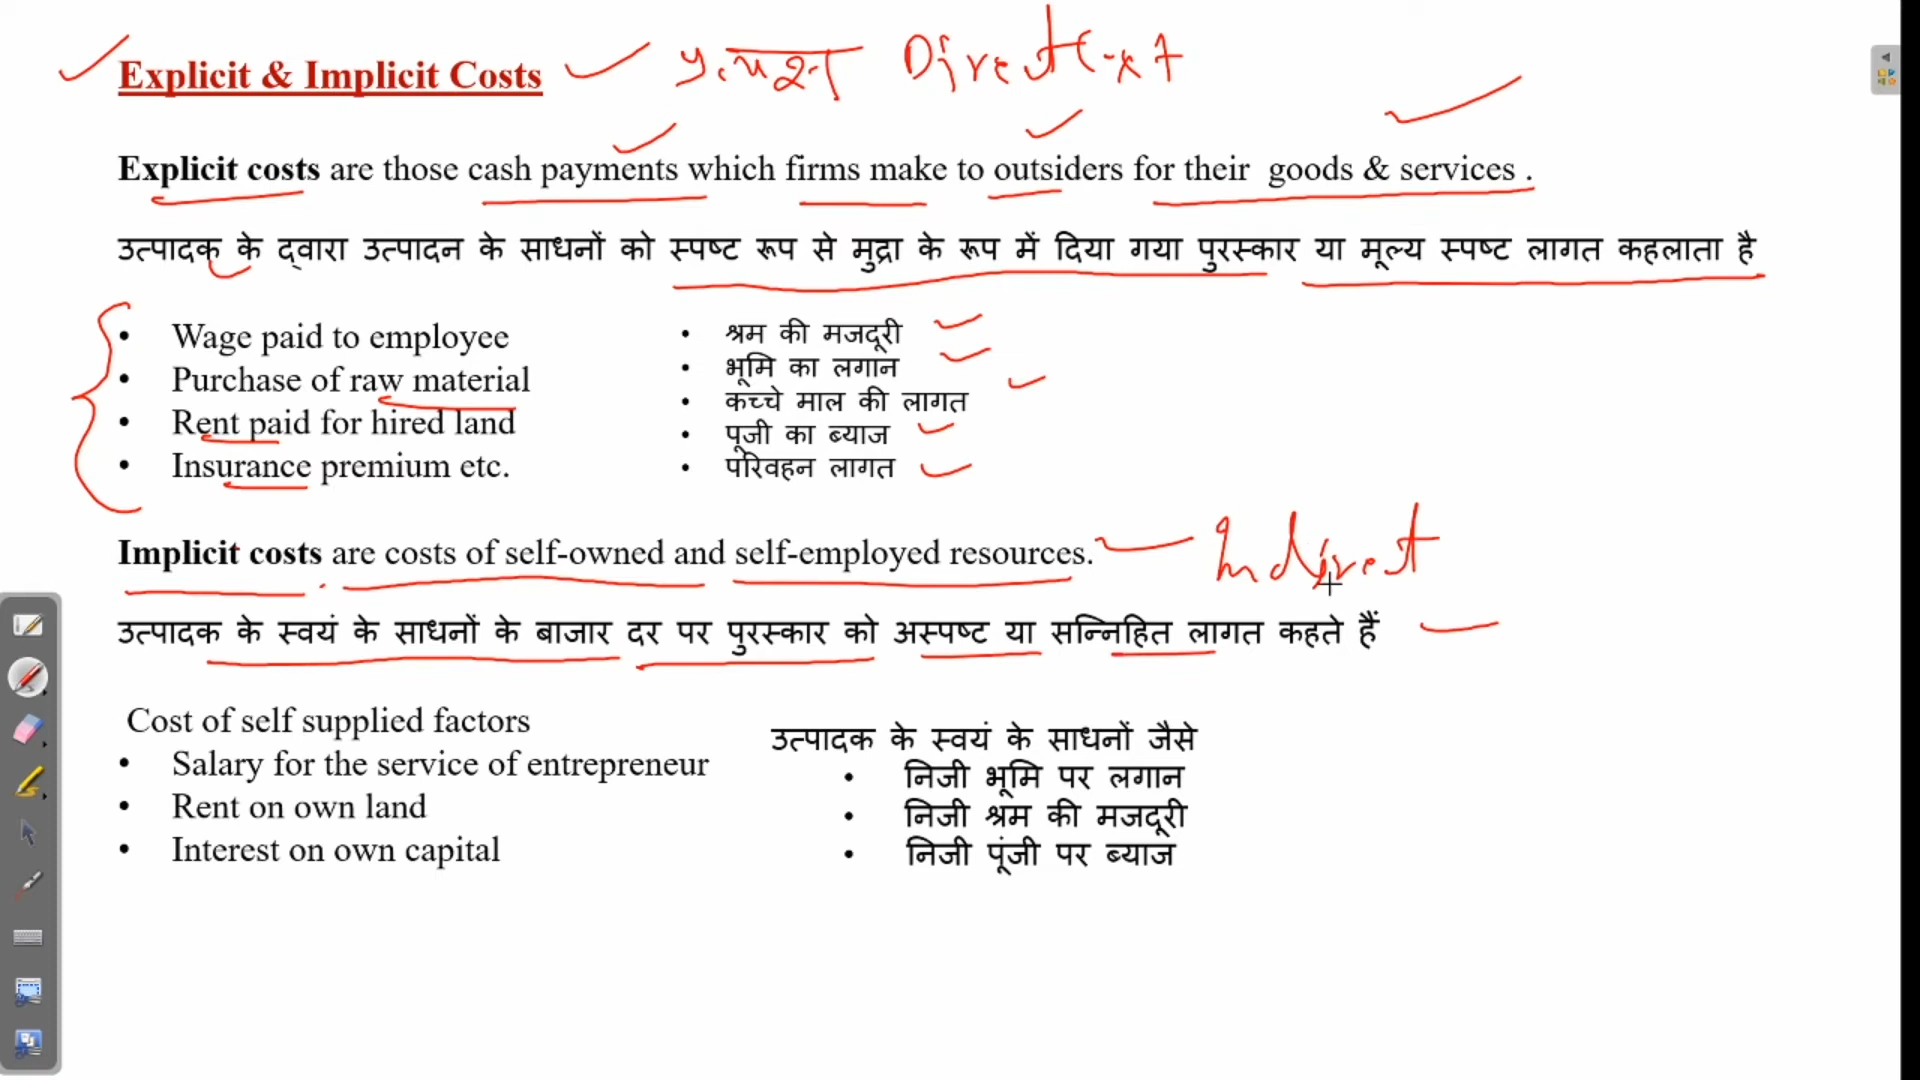 Explicit & Implicit Costs
Direct
Explicit costs are those cash payments which firms make to outsiders for their goods & services .
उत्पादक के द्वारा उत्पादन के साधनों को स्पष्ट रूप से मुद्रा के रूप में दिया गया पुरस्कार या मूल्य स्पष्ट लागत कहलाता है
• Wage paid to employee
• Purchase of raw material
• Rent paid for hired land
• Insurance premium etc.
• श्रम की मजदूरी
• भूमि का लगान
• कच्चे माल की लागत
• पूजी का ब्याज
• परिवहन लागत
Implicit costs are costs of self-owned and self-employed resources.
Indirect
उत्पादक के स्वयं के साधनों के बाजार दर पर पुरस्कार को अस्पष्ट या सन्निहित लागत कहते हैं
Cost of self supplied factors
• Salary for the service of entrepreneur
• Rent on own land
• Interest on own capital
उत्पादक के स्वयं के साधनों जैसे
• निजी भूमि पर लगान
• निजी श्रम की मजदूरी
• निजी पूंजी पर ब्याज